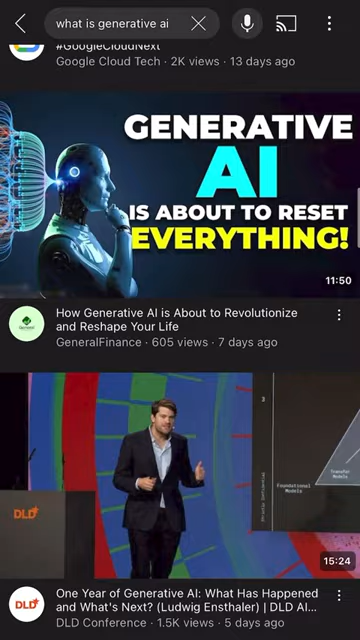 what is generative ai
#GoogleCloudNext
Google Cloud Tech · 2K views · 13 days ago
GENERATIVE
AI
IS ABOUT TO RESET
EVERYTHING!
11:50
How Generative AI is About to Revolutionize
and Reshape Your Life
GeneralFinance · 605 views · 7 days ago
3
Foundational
Models
Transfer
Models
DLD
15:24
DLD
One Year of Generative AI: What Has Happened
and What's Next? (Ludwig Ensthaler) | DLD AI...
DLD Conference · 1.5K views · 5 days ago